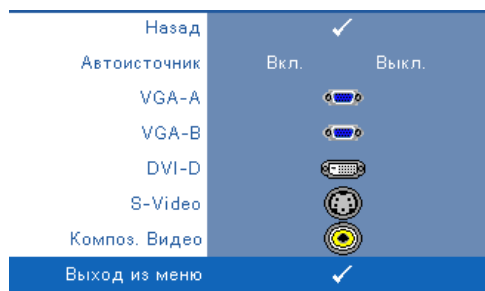 Назад
Автоисточник Вкл. Выкл.
VGA-A
VGA-B
DVI-D
S-Video
Композ. Видео
Выход из меню